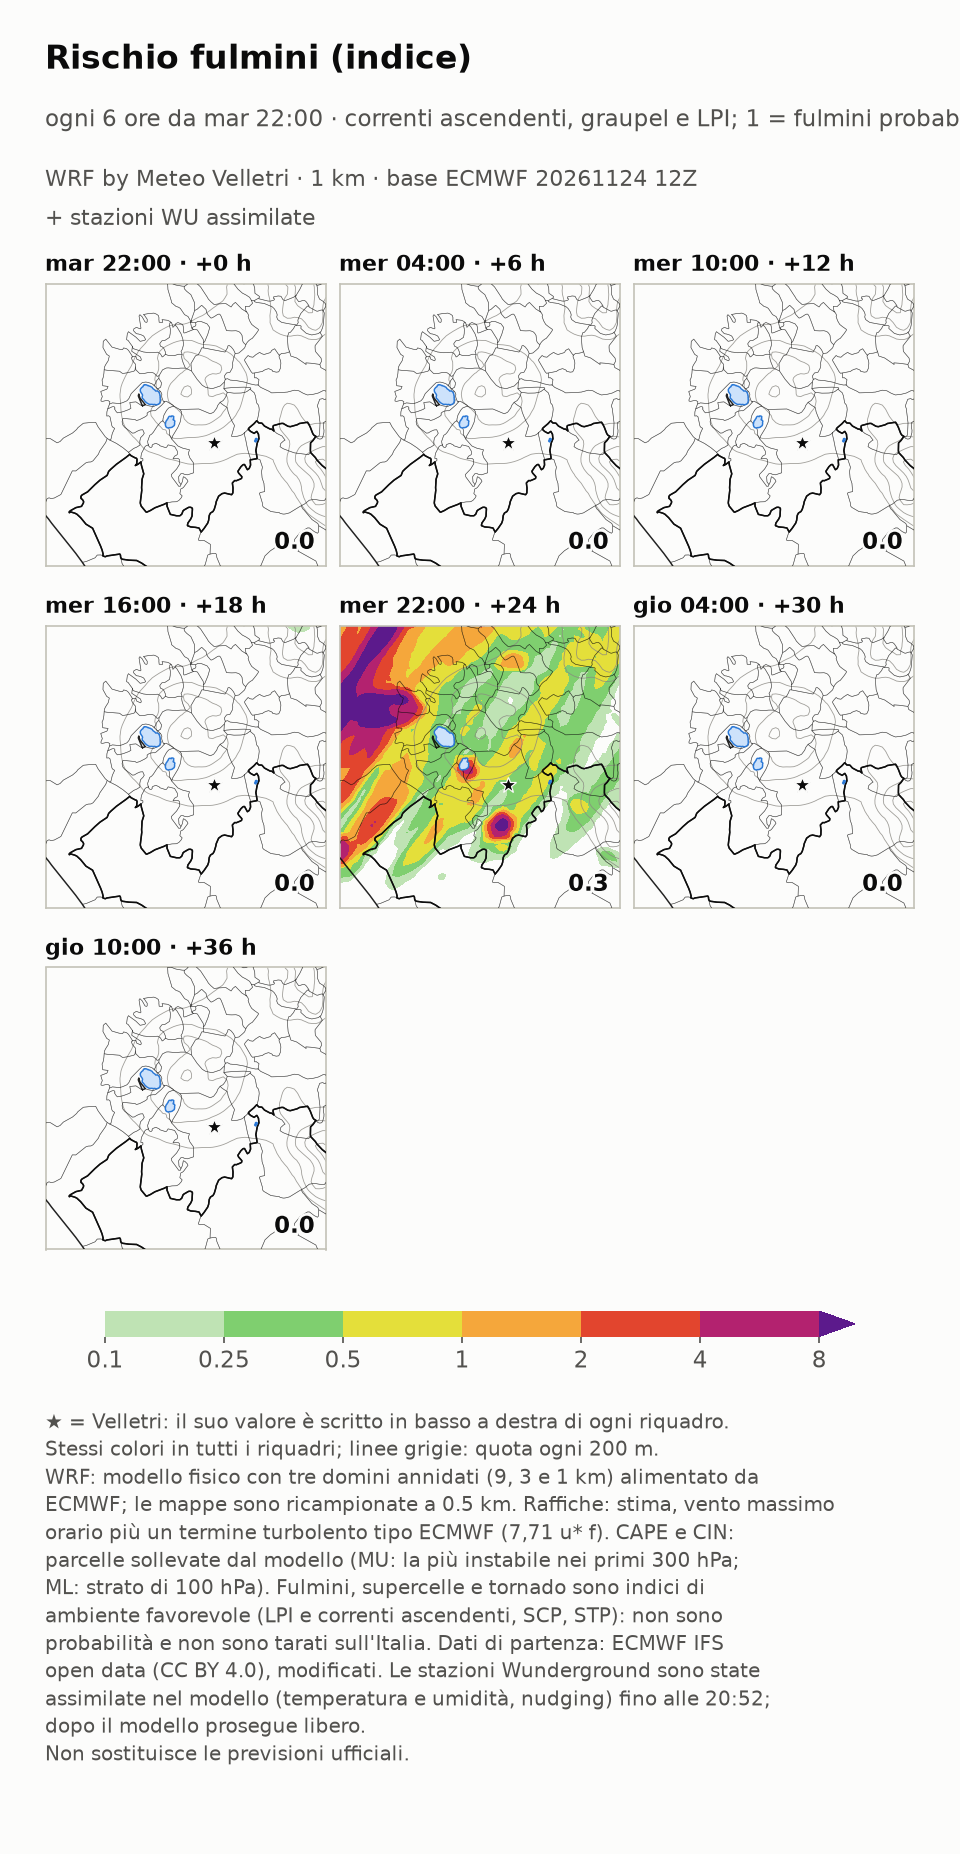 Rischio fulmini (indice)
ogni 6 ore da mar 22:00 · correnti ascendenti, graupel e LPI; 1 = fulmini probab
WRF by Meteo Velletri · 1 km · base ECMWF 20261124 12Z
+ stazioni WU assimilate
mar 22:00 · +0 h
mer 04:00 · +6 h
mer 10:00 · +12 h
0.0
0.0
0.0
mer 16:00 · +18 h
mer 22:00 · +24 h
gio 04:00 · +30 h
0.0
0.3
0.0
gio 10:00 · +36 h
0.0
0.1 0.25 0.5 1 2 4 8
★ = Velletri: il suo valore è scritto in basso a destra di ogni riquadro.
Stessi colori in tutti i riquadri; linee grigie: quota ogni 200 m.
WRF: modello fisico con tre domini annidati (9, 3 e 1 km) alimentato da
ECMWF; le mappe sono ricampionate a 0.5 km. Raffiche: stima, vento massimo
orario più un termine turbolento tipo ECMWF (7,71 u* f). CAPE e CIN:
parcelle sollevate dal modello (MU: la più instabile nei primi 300 hPa;
ML: strato di 100 hPa). Fulmini, supercelle e tornado sono indici di
ambiente favorevole (LPI e correnti ascendenti, SCP, STP): non sono
probabilità e non sono tarati sull'Italia. Dati di partenza: ECMWF IFS
open data (CC BY 4.0), modificati. Le stazioni Wunderground sono state
assimilate nel modello (temperatura e umidità, nudging) fino alle 20:52;
dopo il modello prosegue libero.
Non sostituisce le previsioni ufficiali.